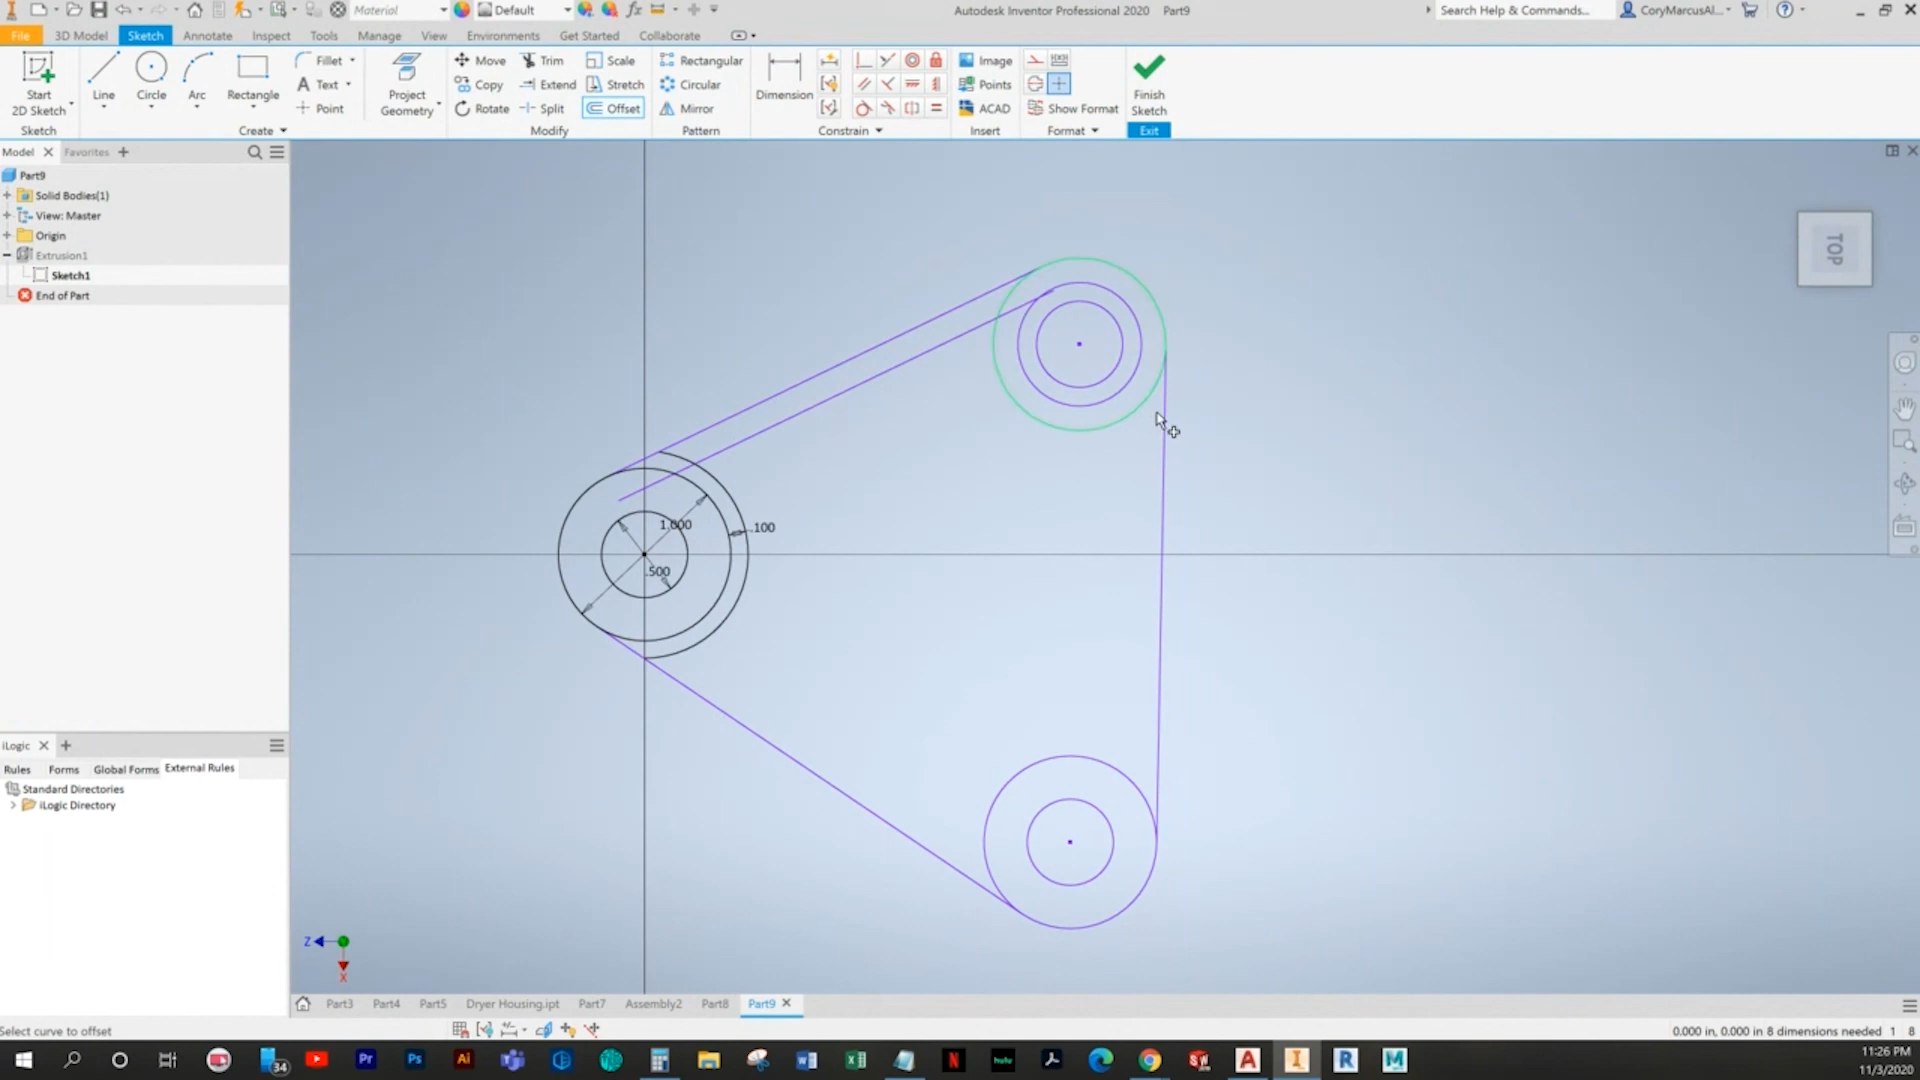 Material
Default
Autodesk Inventor Professional 2020 Part9
Search Help & Commands...
CoryMarcusAl...
File 3D Model Sketch Annotate Inspect Tools Manage View Environments Get Started Collaborate
Start
2D Sketch
Line
Circle
Arc
Rectangle
Fillet
Text
Point
Project
Geometry
Move Trim Scale
Copy Extend Stretch
Rotate Split Offset
Rectangular
Circular
Mirror
Dimension
Image
Points
ACAD
Show Format
Finish
Sketch
Sketch Create Modify Pattern Constrain Insert Format Exit
Model Favorites
Part9
Solid Bodies(1)
View: Master
Origin
Extrusion1
Sketch1
End of Part
TOP
1.000
.100
.500
iLogic
Rules Forms Global Forms External Rules
Standard Directories
iLogic Directory
Z
X
Part3 Part4 Part5 Dryer Housing.ipt Part7 Assembly2 Part8 Part9
Select curve to offset
0.000 in, 0.000 in 8 dimensions needed 1 8
34
Pr
Ps
Ai
N
hulu
SW
A
I
R
M
11:26 PM
11/3/2020